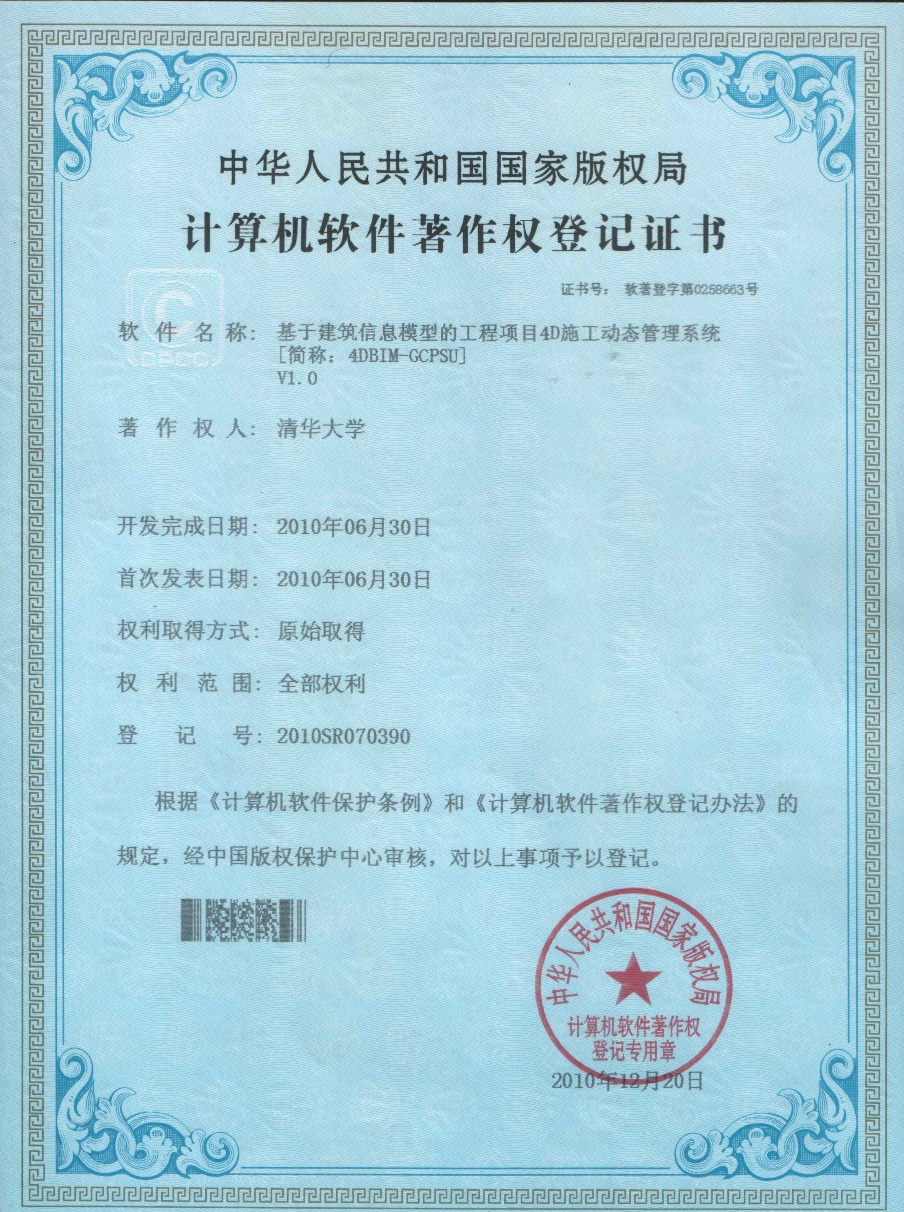 中华人民共和国国家版权局
计算机软件著作权登记证书
证书号： 软著登字第0258663号
CPCC
软件名称： 基于建筑信息模型的工程项目4D施工动态管理系统
[简称：4DBIM-GCPSU]
V1.0
著作权人： 清华大学
开发完成日期： 2010年06月30日
首次发表日期： 2010年06月30日
权利取得方式： 原始取得
权利范围： 全部权利
登记号： 2010SR070390
根据《计算机软件保护条例》和《计算机软件著作权登记办法》的
规定，经中国版权保护中心审核，对以上事项予以登记。
中华人民共和国国家版权局
计算机软件著作权
登记专用章
2010年12月20日